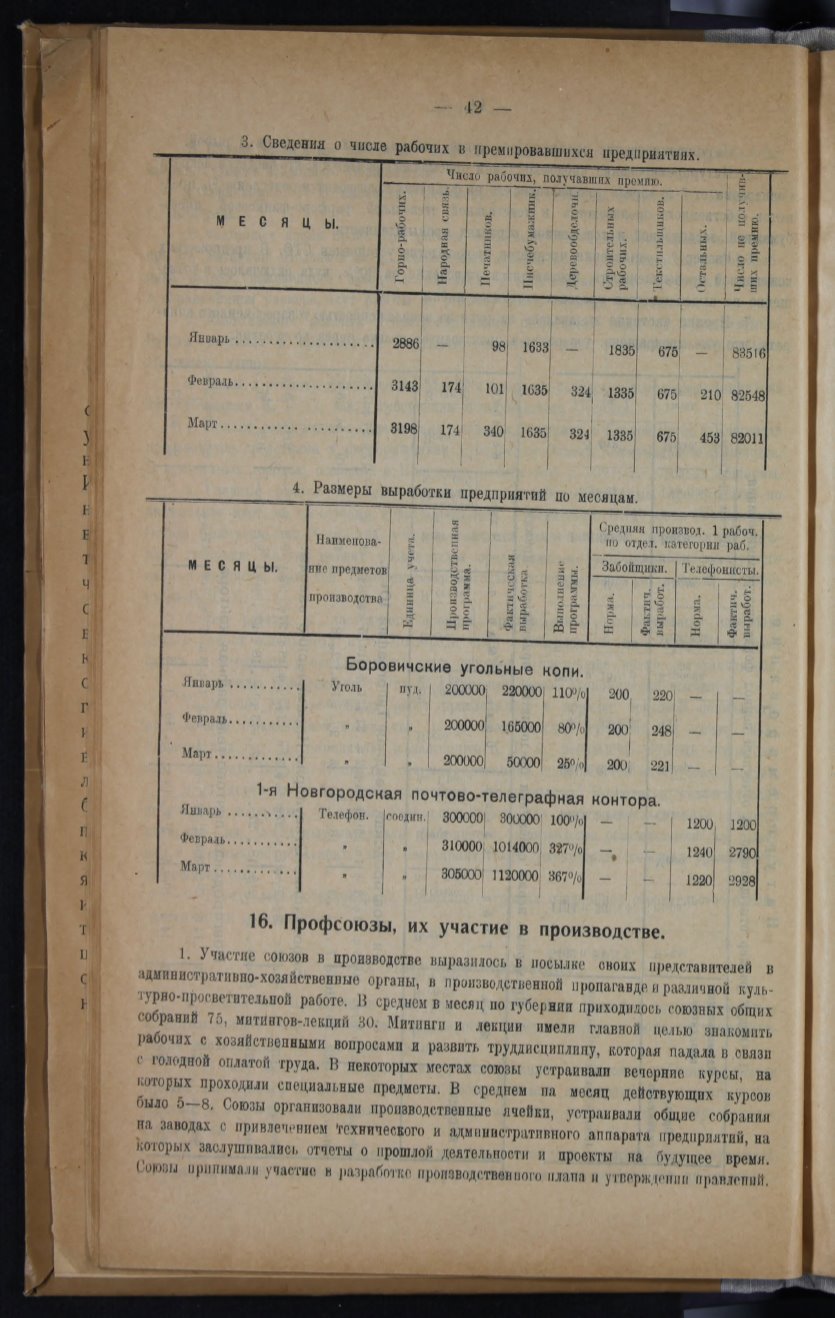 — 42 —
3. Сведения о числе рабочих в премировавшихся предприятиях.
МЕСЯЦЫ.
Число рабочих, получавших премию.
Горно-рабочих.
Народная связь.
Печатников.
Писчебумажник.
Деревообделочн.
Строительных рабочих.
Текстильщиков.
Остальных.
Число не получивших премию.
Январь . . . . . 2886 — 98 1633 — 1835 675 — 83516
Февраль. . . . . 3143 174 101 1635 324 1335 675 210 82548
Март . . . . . 3198 174 340 1635 324 1335 675 453 82011
4. Размеры выработки предприятий по месяцам.
МЕСЯЦЫ.
Наименова-
ние предметов
производства
Единица учета.
Производственная программа.
Фактическая выработка
Выполнение программы.
Средняя производ. 1 рабоч.
по отдел. категории раб.
Забойщики. Телефонисты.
Норма.
Фактич. выработ.
Норма.
Фактич. выработ.
Боровичские угольные копи.
Январь . . . . . Уголь пуд. 200000 220000 110% 200 220 — —
Февраль. . . . . „ „ 200000 165000 80% 200 248 — —
Март . . . . . „ „ 200000 50000 25% 200 221 — —
1-я Новгородская почтово-телеграфная контора.
Январь . . . . . Телефон. соедин. 300000 300000 100% — — 1200 1200
Февраль. . . . . „ „ 310000 1014000 327% — — 1240 2790
Март . . . . . „ „ 305000 1120000 367% — — 1220 2928
16. Профсоюзы, их участие в производстве.
1. Участие союзов в производстве выразилось в посылке своих представителей в
административно-хозяйственные органы, в производственной пропаганде и различной куль-
турно-просветительной работе. В среднем в месяц по губернии приходилось союзных общих
собраний 75, митингов-лекций 30. Митинги и лекции имели главной целью знакомить
рабочих с хозяйственными вопросами и развить труддисциплину, которая падала в связи
с голодной оплатой труда. В некоторых местах союзы устраивали вечерние курсы, на
которых проходили специальные предметы. В среднем на месяц действующих курсов
было 5—8. Союзы организовали производственные ячейки, устраивали общие собрания
на заводах с привлечением технического и административного аппарата предприятий, на
которых заслушивались отчеты о прошлой деятельности и проекты на будущее время.
Союзы принимали участие в разработке производственного плана и утверждении правлений.